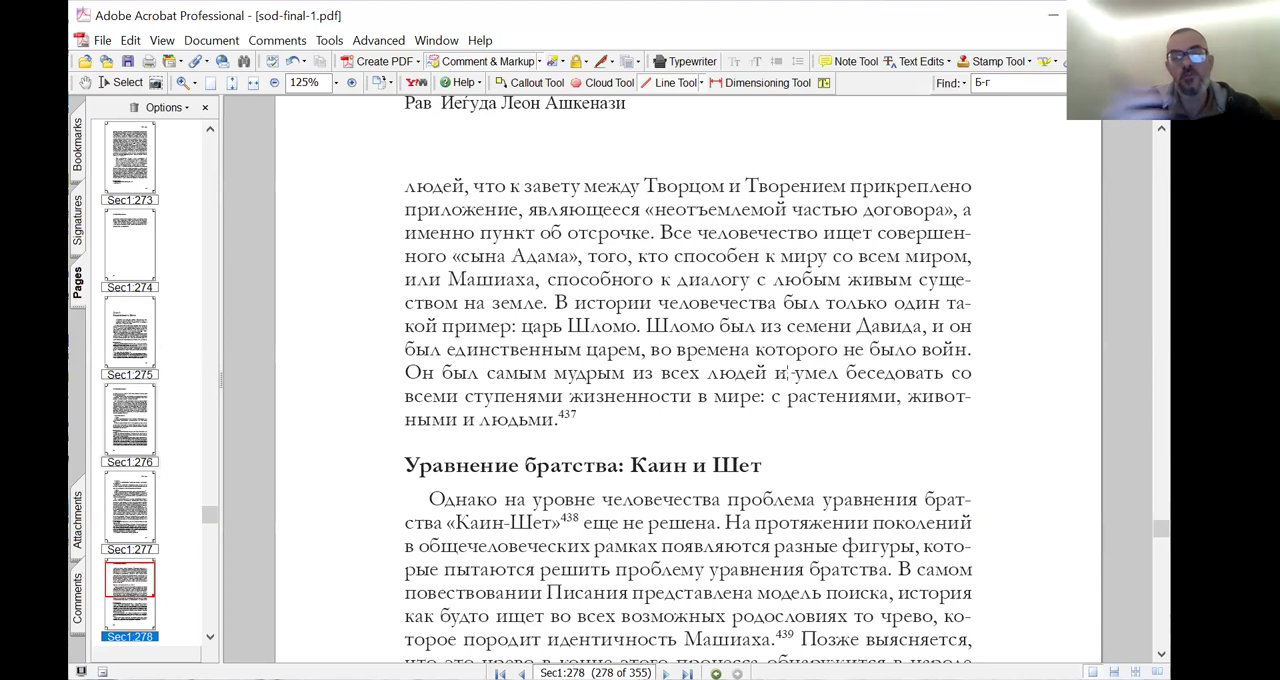 Adobe Acrobat Professional - [sod-final-1.pdf]
File Edit View Document Comments Tools Advanced Window Help
Create PDF Comment & Markup Typewriter Note Tool Text Edits Stamp Tool
Select 125% Y! Help Callout Tool Cloud Tool Line Tool Dimensioning Tool Find: Б-г
Options
Bookmarks
Signatures
Pages
Attachments
Comments
Sec1:273
Sec1:274
Sec1:275
Sec1:276
Sec1:277
Sec1:278
Рав Иегуда Леон Ашкенази
людей, что к завету между Творцом и Творением прикреплено
приложение, являющееся «неотъемлемой частью договора», а
именно пункт об отсрочке. Все человечество ищет совершен-
ного «сына Адама», того, кто способен к миру со всем миром,
или Машиаха, способного к диалогу с любым живым суще-
ством на земле. В истории человечества был только один та-
кой пример: царь Шломо. Шломо был из семени Давида, и он
был единственным царем, во времена которого не было войн.
Он был самым мудрым из всех людей и умел беседовать со
всеми ступенями жизненности в мире: с растениями, живот-
ными и людьми.437
Уравнение братства: Каин и Шет
Однако на уровне человечества проблема уравнения брат-
ства «Каин-Шет»438 еще не решена. На протяжении поколений
в общечеловеческих рамках появляются разные фигуры, кото-
рые пытаются решить проблему уравнения братства. В самом
повествовании Писания представлена модель поиска, история
как будто ищет во всех возможных родословиях то чрево, ко-
торое породит идентичность Машиаха.439 Позже выясняется,
что это чрево в конце этого процесса обнаружится в народе
Sec1:278 (278 of 355)